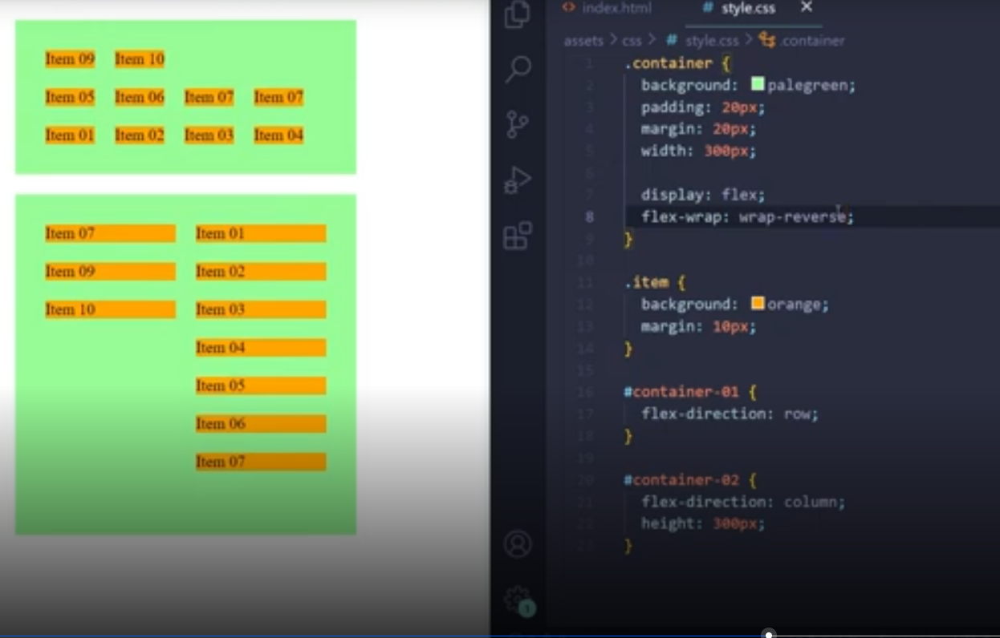 Item 09 Item 10
Item 05 Item 06 Item 07 Item 07
Item 01 Item 02 Item 03 Item 04
Item 07 Item 01
Item 09 Item 02
Item 10 Item 03
Item 04
Item 05
Item 06
Item 07
<> index.html # style.css ×
assets > css > # style.css > .container
1 .container {
2 background: palegreen;
3 padding: 20px;
4 margin: 20px;
5 width: 300px;
6
7 display: flex;
8 flex-wrap: wrap-reverse;
9 }
10
11 .item {
12 background: orange;
13 margin: 10px;
14 }
15
16 #container-01 {
17 flex-direction: row;
18 }
19
20 #container-02 {
21 flex-direction: column;
22 height: 300px;
23 }
1